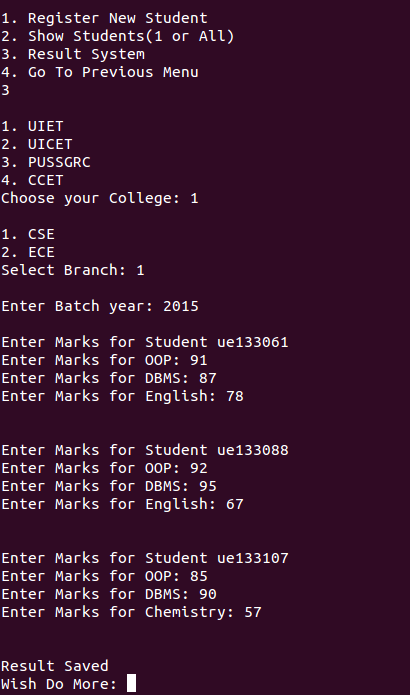 1. Register New Student
2. Show Students(1 or All)
3. Result System
4. Go To Previous Menu
3
1. UIET
2. UICET
3. PUSSGRC
4. CCET
Choose your College: 1
1. CSE
2. ECE
Select Branch: 1
Enter Batch year: 2015
Enter Marks for Student ue133061
Enter Marks for OOP: 91
Enter Marks for DBMS: 87
Enter Marks for English: 78
Enter Marks for Student ue133088
Enter Marks for OOP: 92
Enter Marks for DBMS: 95
Enter Marks for English: 67
Enter Marks for Student ue133107
Enter Marks for OOP: 85
Enter Marks for DBMS: 90
Enter Marks for Chemistry: 57
Result Saved
Wish Do More: